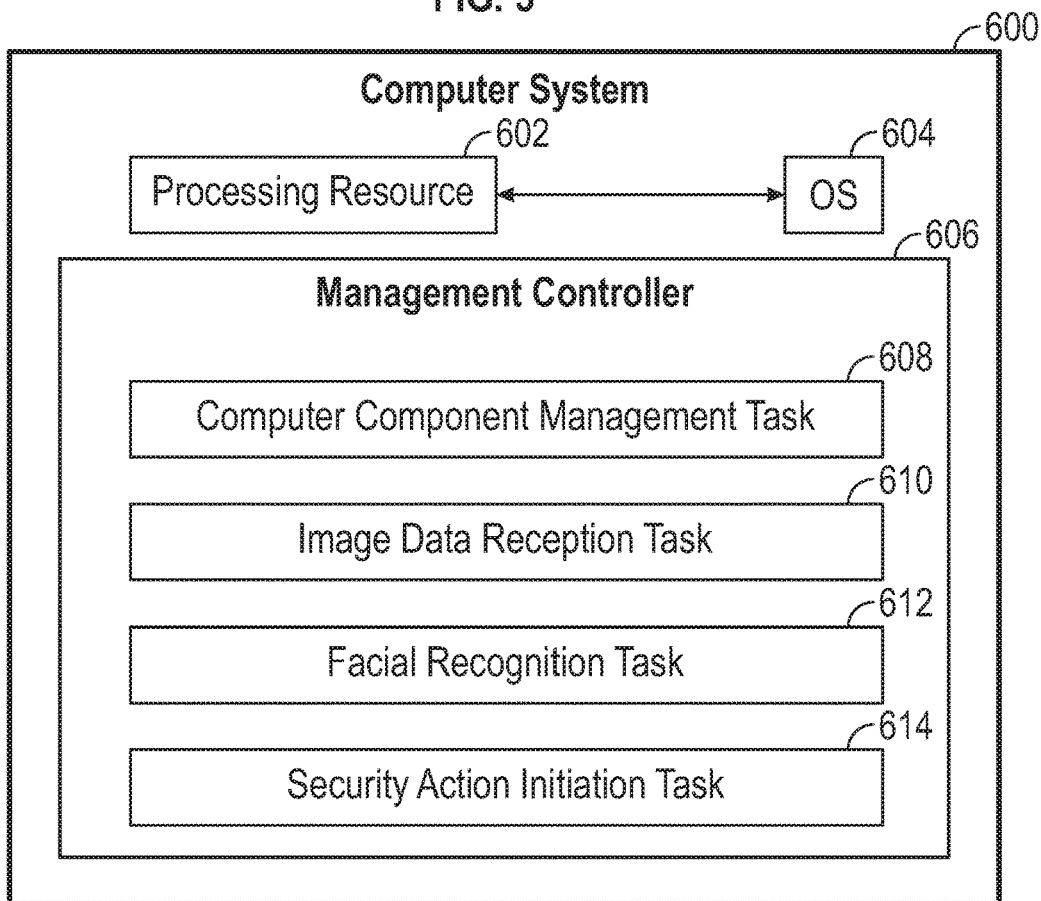 600
Computer System
602
604
Processing Resource
OS
606
Management Controller
608
Computer Component Management Task
610
Image Data Reception Task
612
Facial Recognition Task
614
Security Action Initiation Task